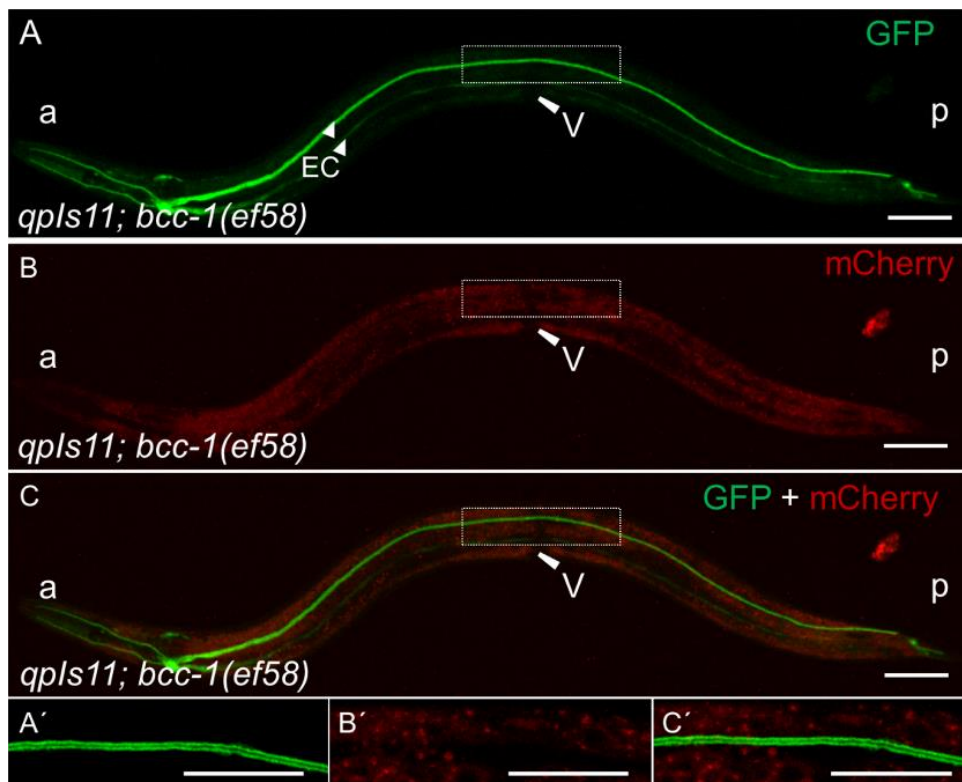 A
GFP
a
p
V
EC
qpIs11; bcc-1(ef58)
B
mCherry
a
p
V
qpIs11; bcc-1(ef58)
C
GFP + mCherry
a
p
V
qpIs11; bcc-1(ef58)
A´
B´
C´